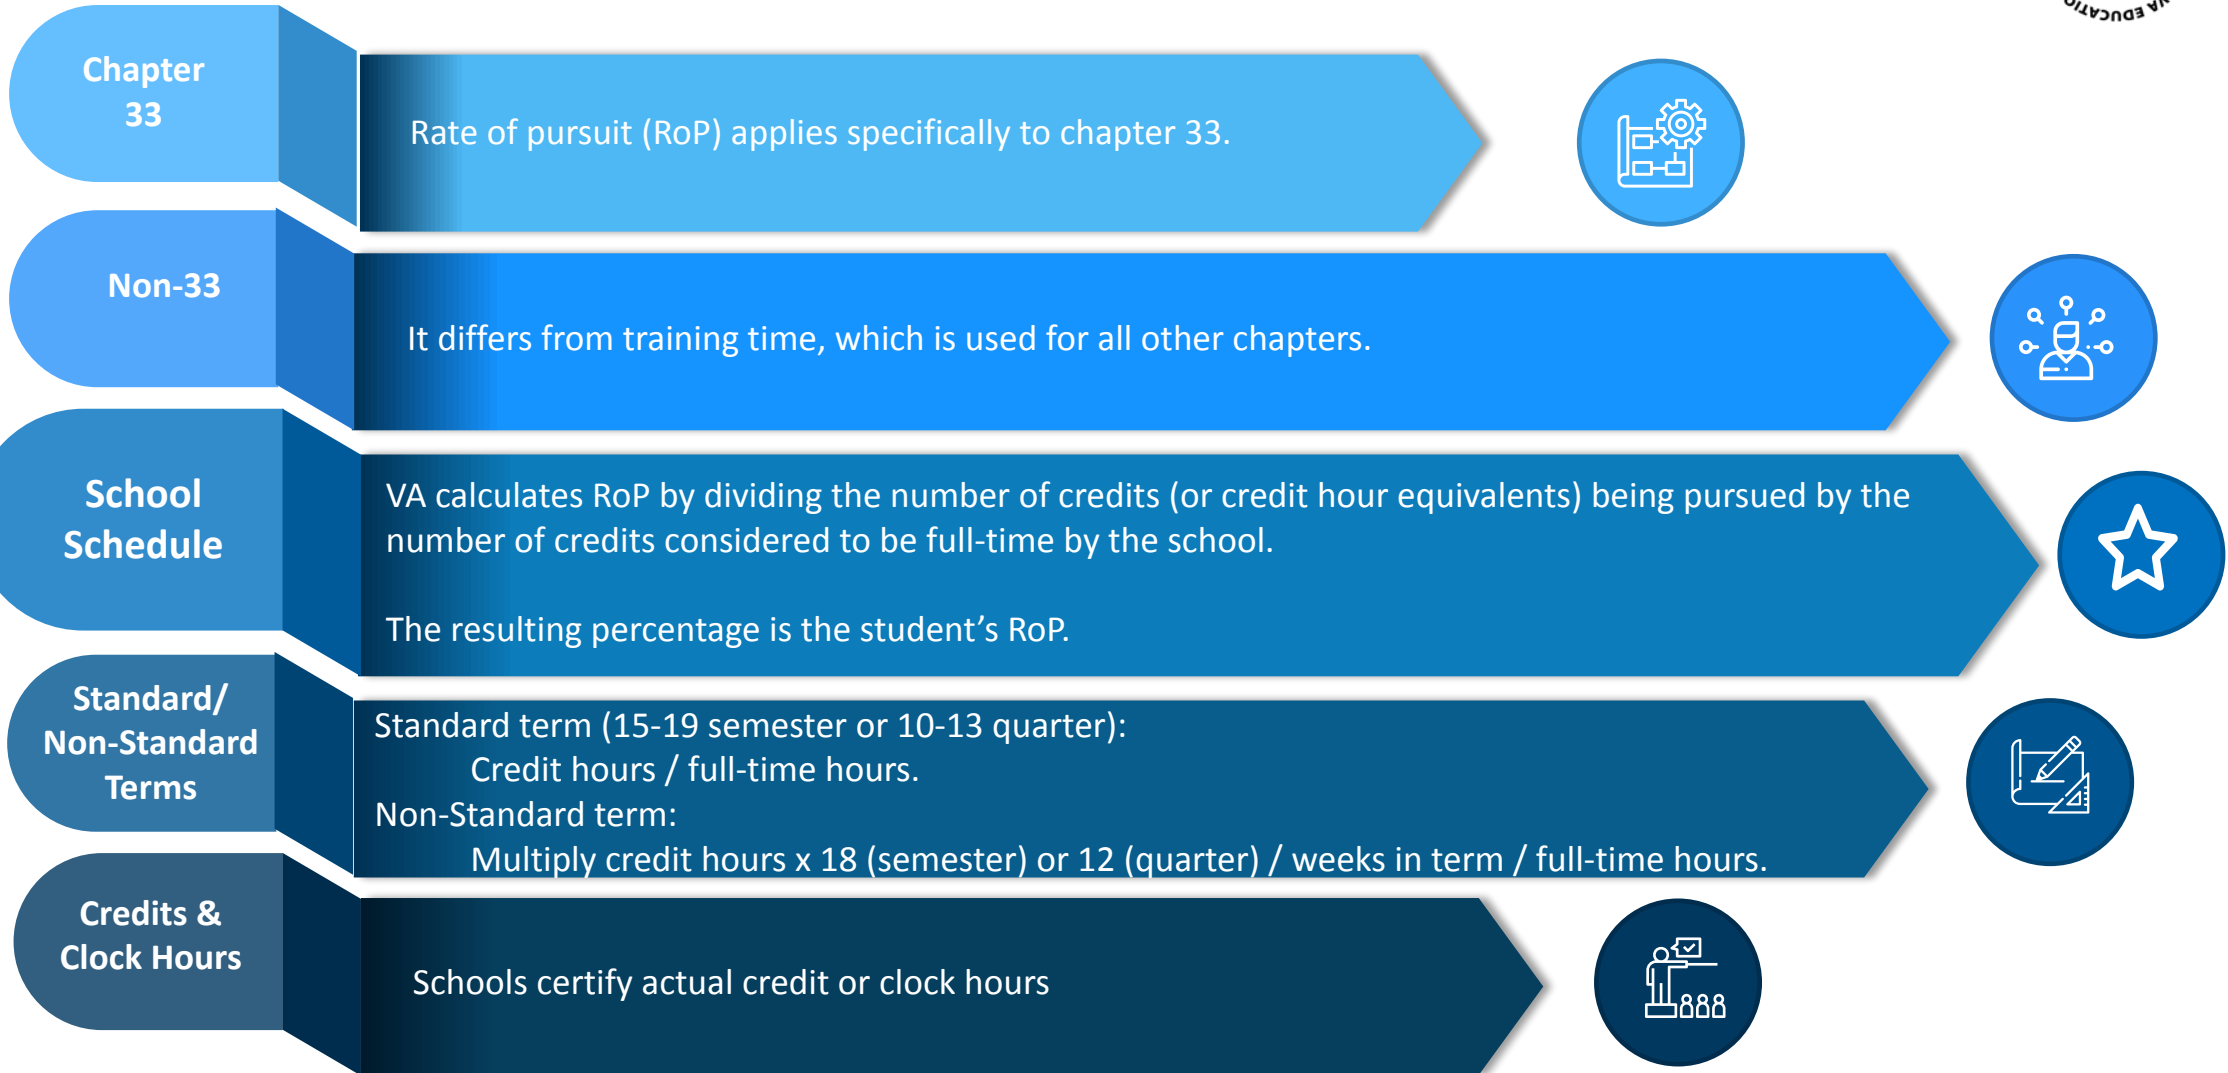 VA EDUCATIO
Chapter
33
Rate of pursuit (RoP) applies specifically to chapter 33.
Non-33
It differs from training time, which is used for all other chapters.
School
Schedule
VA calculates RoP by dividing the number of credits (or credit hour equivalents) being pursued by the
number of credits considered to be full-time by the school.
The resulting percentage is the student’s RoP.
Standard/
Non-Standard
Terms
Standard term (15-19 semester or 10-13 quarter):
Credit hours / full-time hours.
Non-Standard term:
Multiply credit hours x 18 (semester) or 12 (quarter) / weeks in term / full-time hours.
Credits &
Clock Hours
Schools certify actual credit or clock hours